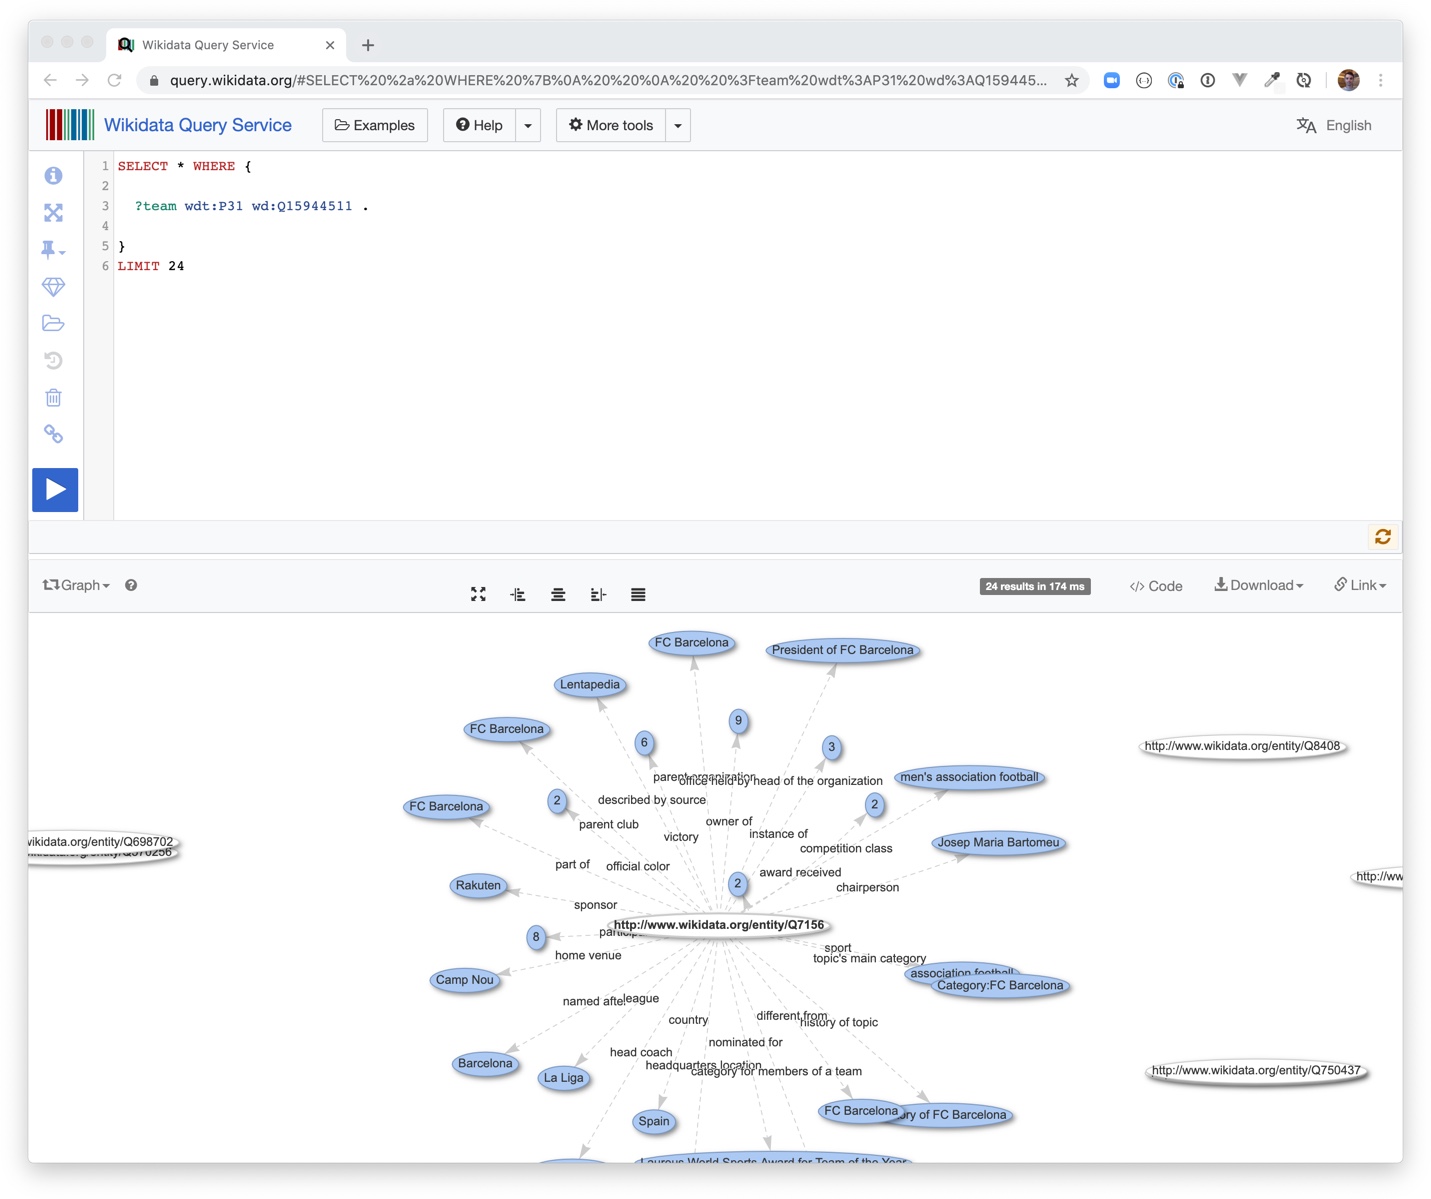 Wikidata Query Service
query.wikidata.org/#SELECT%20%2a%20WHERE%20%7B%0A%20%20%0A%20%20%3Fteam%20wdt%3AP31%20wd%3AQ159445...
Wikidata Query Service Examples Help More tools English
1 SELECT * WHERE {
2
3 ?team wdt:P31 wd:Q15944511 .
4
5 }
6 LIMIT 24
Graph 24 results in 174 ms </> Code Download Link
FC Barcelona
President of FC Barcelona
Lentapedia
9
FC Barcelona
6
3
http://www.wikidata.org/entity/Q8408
parent organization
office held by head of the organization
men's association football
2
described by source
2
FC Barcelona
parent club
owner of
victory
instance of
wikidata.org/entity/Q698702
competition class
Josep Maria Bartomeu
part of
official color
award received
http://ww
Rakuten
2
chairperson
sponsor
http://www.wikidata.org/entity/Q7156
8
home venue
sport
topic's main category
Camp Nou
association football
Category:FC Barcelona
named after
league
country
different from
history of topic
nominated for
head coach
headquarters location
category for members of a team
Barcelona
La Liga
http://www.wikidata.org/entity/Q750437
Spain
FC Barcelona
ory of FC Barcelona
Laureus World Sports Award for Team of the Year